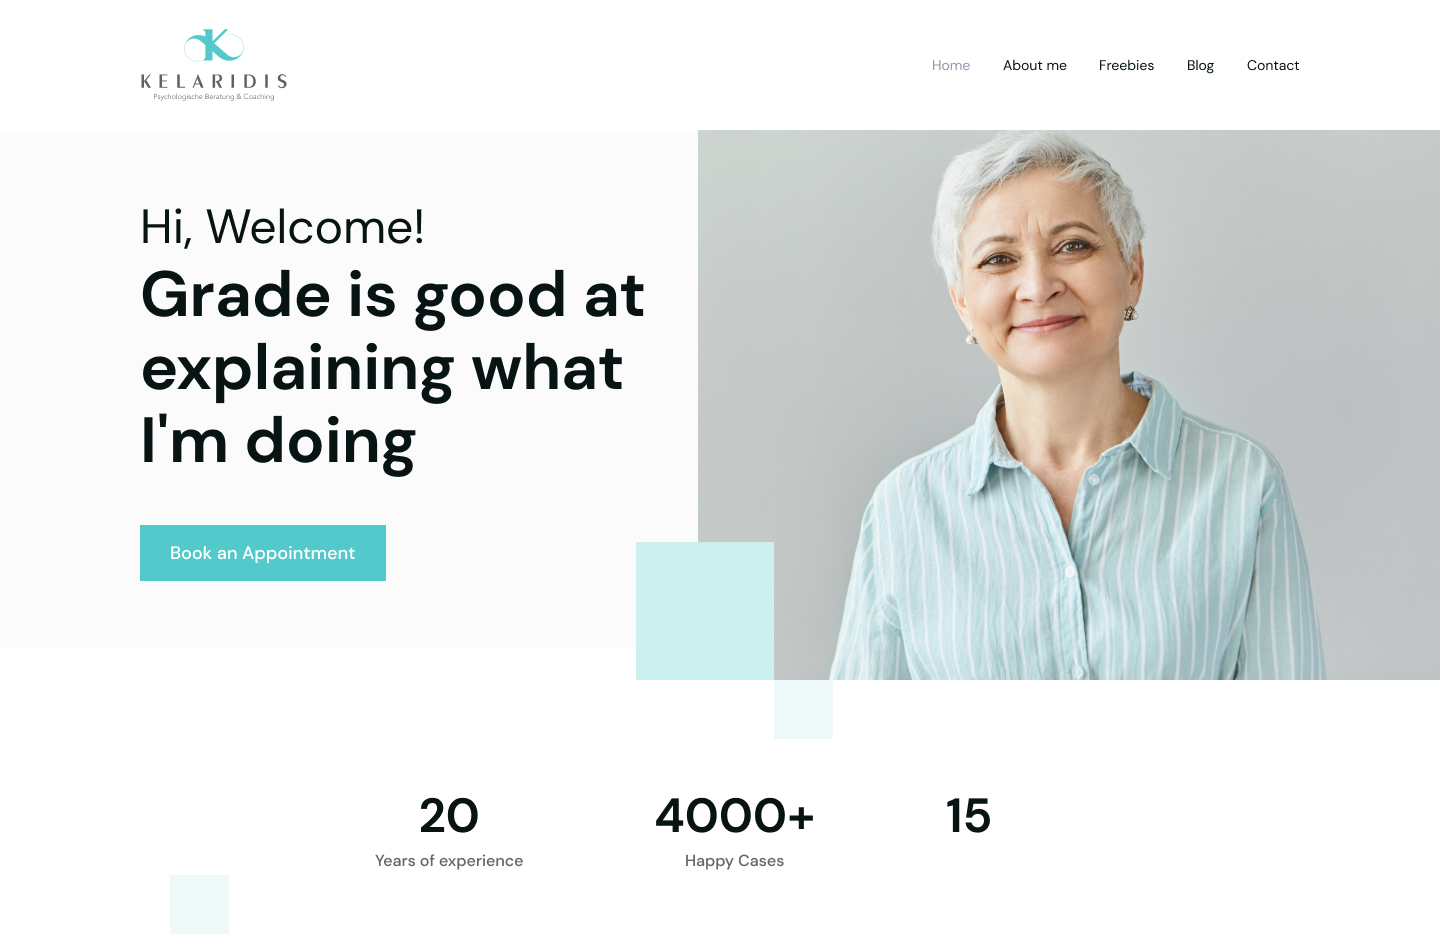 KELARIDIS
Psychologische Beratung & Coaching
Home About me Freebies Blog Contact
Hi, Welcome!
Grade is good at
explaining what
I'm doing
Book an Appointment
20 4000+ 15
Years of experience Happy Cases